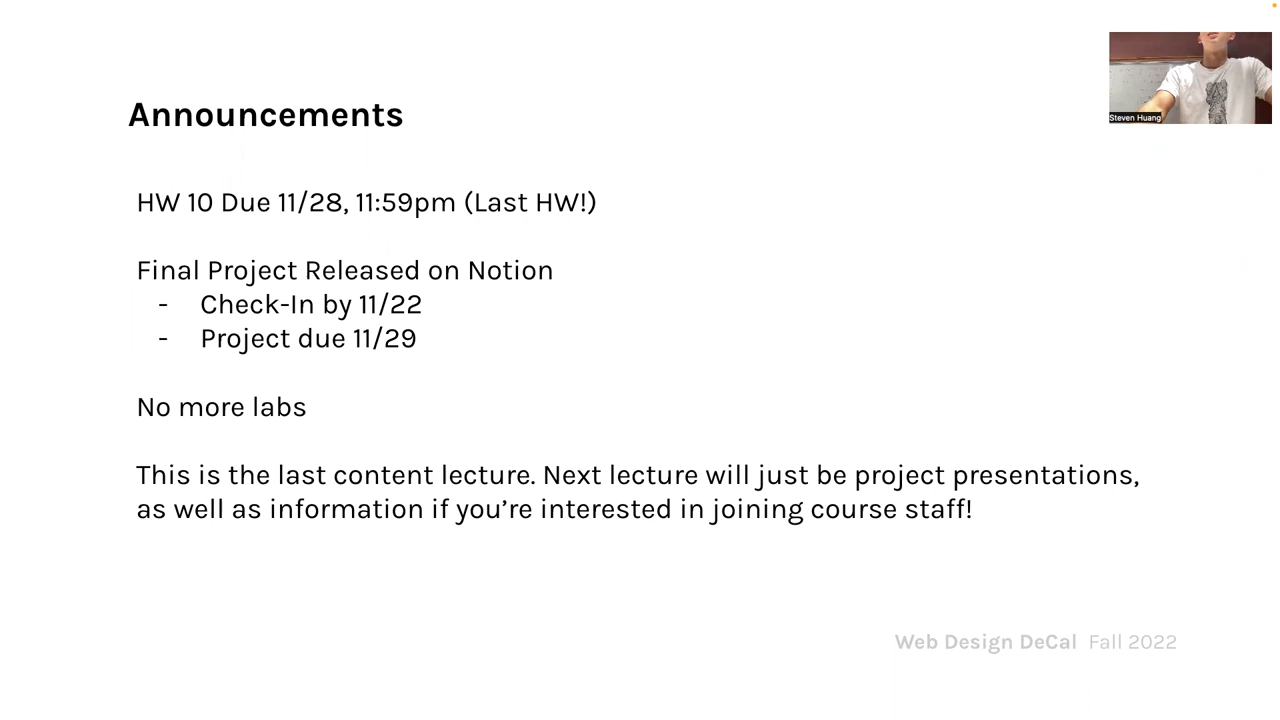 Announcements
Steven Huang
HW 10 Due 11/28, 11:59pm (Last HW!)
Final Project Released on Notion
- Check-In by 11/22
- Project due 11/29
No more labs
This is the last content lecture. Next lecture will just be project presentations,
as well as information if you’re interested in joining course staff!
Web Design DeCal Fall 2022